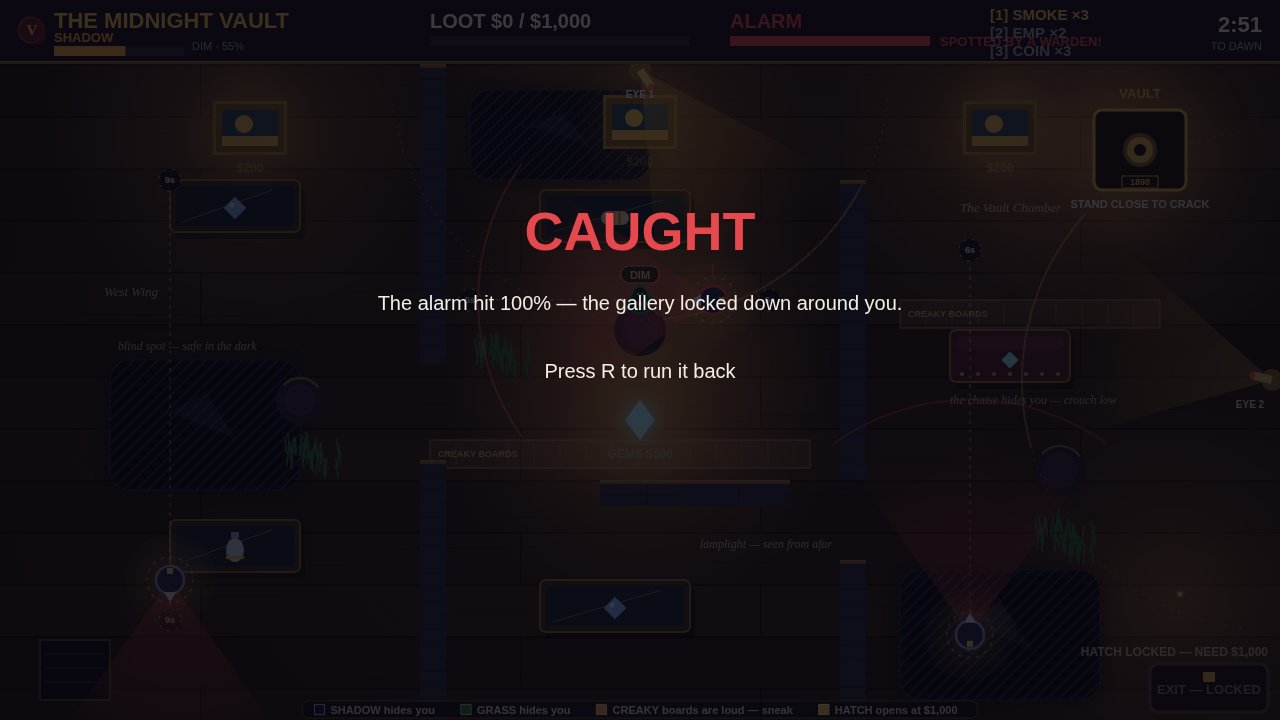 V
THE MIDNIGHT VAULT
SHADOW
DIM · 55%
LOOT $0 / $1,000
ALARM
SPOTTED BY A WARDEN!
[1] SMOKE ×3
[2] EMP ×2
[3] COIN ×3
2:51
TO DAWN
EYE 1
VAULT
$200
$200
$200
9s
1898
STAND CLOSE TO CRACK
The Vault Chamber
CAUGHT
6s
DIM
!
West Wing
The alarm hit 100% — the gallery locked down around you.
CREAKY BOARDS
blind spot — safe in the dark
Press R to run it back
the chaise hides you — crouch low
EYE 2
CREAKY BOARDS
GEMS $500
lamplight — seen from afar
9s
HATCH LOCKED — NEED $1,000
EXIT — LOCKED
SHADOW hides you
GRASS hides you
CREAKY boards are loud — sneak
HATCH opens at $1,000